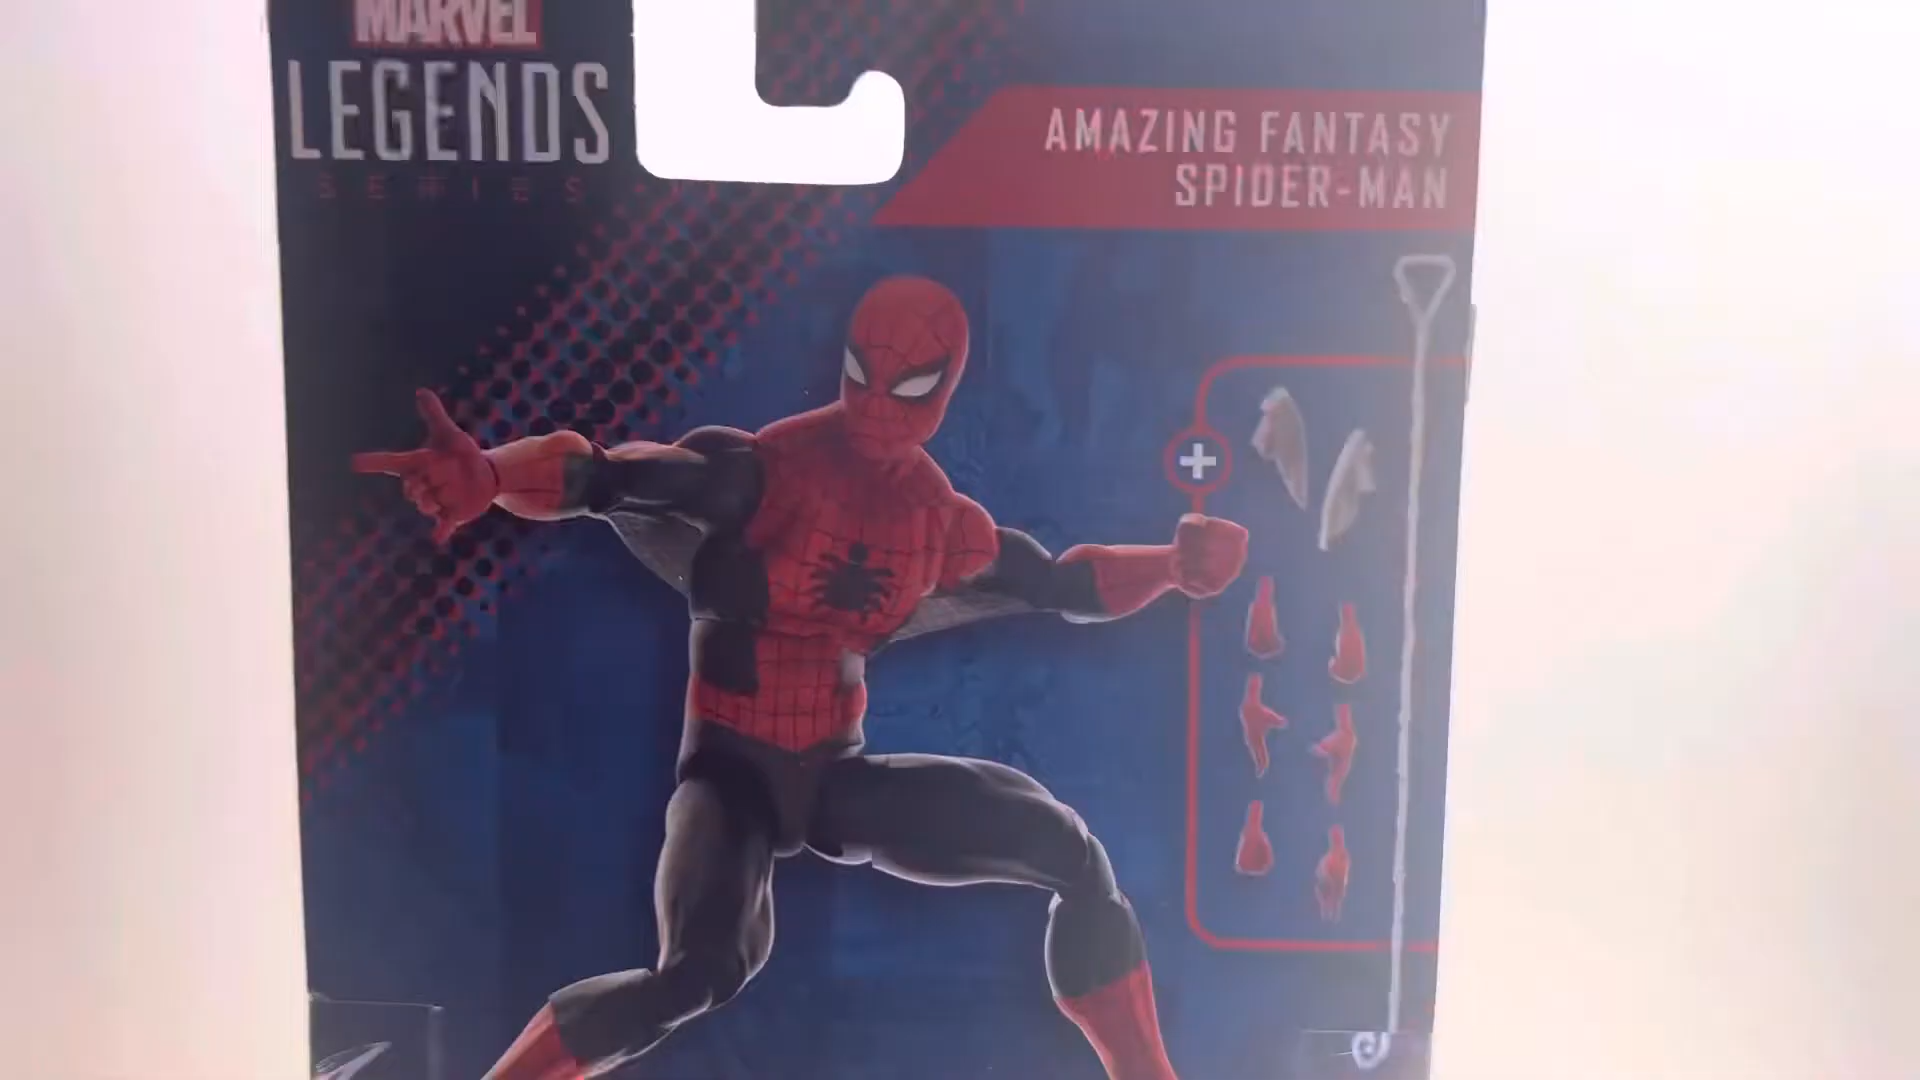 MARVEL
LEGENDS
SERIES
AMAZING FANTASY
SPIDER-MAN